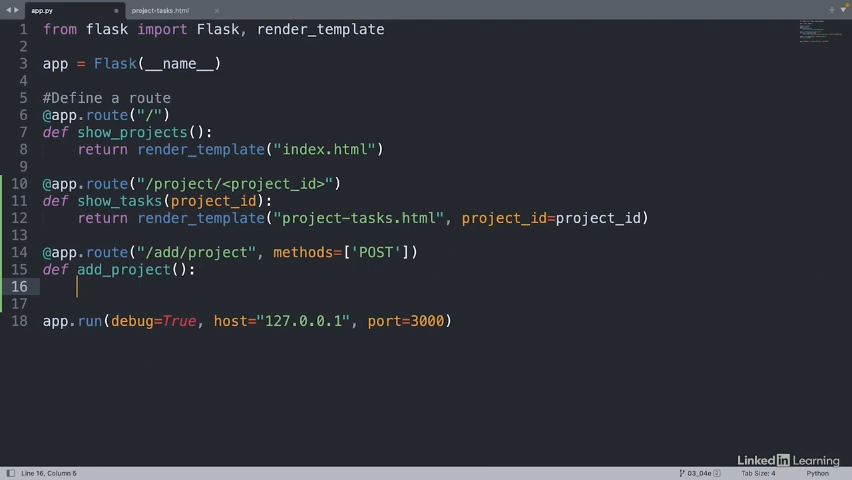 app.py
project-tasks.html
1 from flask import Flask, render_template
2
3 app = Flask(__name__)
4
5 #Define a route
6 @app.route("/")
7 def show_projects():
8 return render_template("index.html")
9
10 @app.route("/project/<project_id>")
11 def show_tasks(project_id):
12 return render_template("project-tasks.html", project_id=project_id)
13
14 @app.route("/add/project", methods=['POST'])
15 def add_project():
16
17
18 app.run(debug=True, host="127.0.0.1", port=3000)
LinkedIn Learning
Line 16, Column 5
03_04e 2
Tab Size: 4
Python